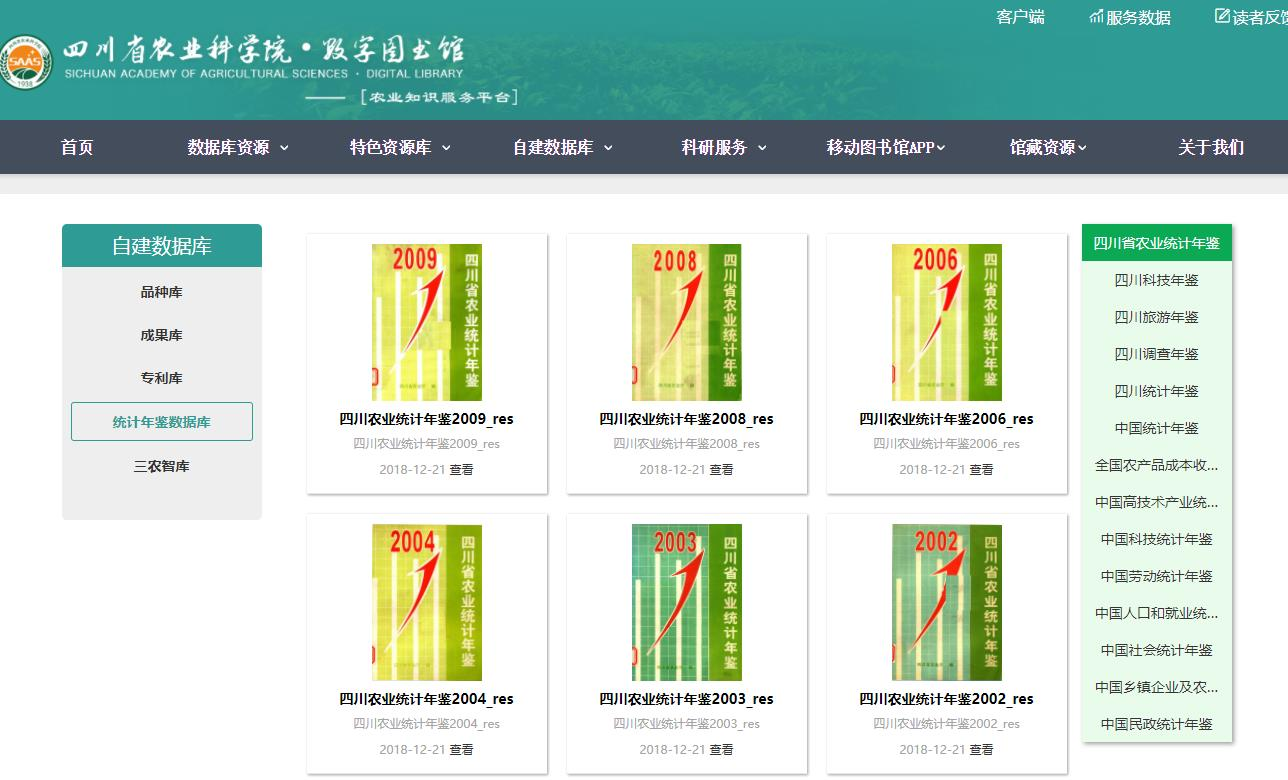 客户端
服务数据
读者反馈
四川省农业科学院·数字图书馆
SAAS
1938
SICHUAN ACADEMY OF AGRICULTURAL SCIENCES · DIGITAL LIBRARY
[农业知识服务平台]
首页
数据库资源
特色资源库
自建数据库
科研服务
移动图书馆APP
馆藏资源
关于我们
自建数据库
品种库
成果库
专利库
统计年鉴数据库
三农智库
2009
四川省农业统计年鉴
四川农业统计年鉴2009_res
四川农业统计年鉴2009_res
2018-12-21 查看
2008
四川省农业统计年鉴
四川农业统计年鉴2008_res
四川农业统计年鉴2008_res
2018-12-21 查看
2006
四川省农业统计年鉴
四川农业统计年鉴2006_res
四川农业统计年鉴2006_res
2018-12-21 查看
2004
四川省农业统计年鉴
四川农业统计年鉴2004_res
四川农业统计年鉴2004_res
2018-12-21 查看
2003
四川省农业统计年鉴
四川农业统计年鉴2003_res
四川农业统计年鉴2003_res
2018-12-21 查看
2002
四川省农业统计年鉴
四川农业统计年鉴2002_res
四川农业统计年鉴2002_res
2018-12-21 查看
四川省农业统计年鉴
四川科技年鉴
四川旅游年鉴
四川调查年鉴
四川统计年鉴
中国统计年鉴
全国农产品成本收...
中国高技术产业统...
中国科技统计年鉴
中国劳动统计年鉴
中国人口和就业统...
中国社会统计年鉴
中国乡镇企业及农...
中国民政统计年鉴